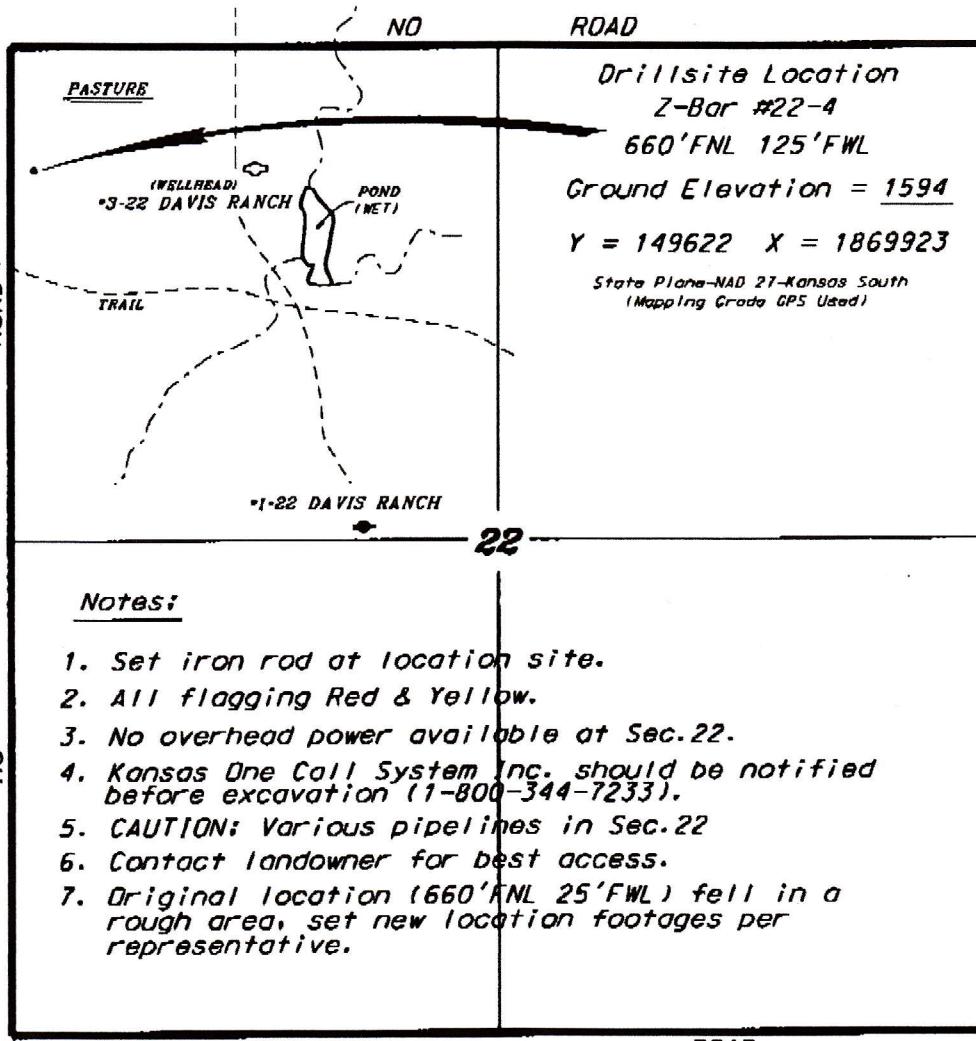 NO ROAD
PASTURE
Drillsite Location
Z-Bar #22-4
660'FNL 125'FWL
Ground Elevation = 1594
Y = 149622 X = 1869923
State Plane-NAD 27-Kansas South
(Mapping Grade GPS Used)
(WELLHEAD)
•3-22 DAVIS RANCH
POND
(WET)
TRAIL
•1-22 DAVIS RANCH
22
Notes:
1. Set iron rod at location site.
2. All flagging Red & Yellow.
3. No overhead power available at Sec.22.
4. Kansas One Call System Inc. should be notified
before excavation (1-800-344-7233).
5. CAUTION: Various pipelines in Sec.22
6. Contact landowner for best access.
7. Original location (660'FNL 25'FWL) fell in a
rough area, set new location footages per
representative.